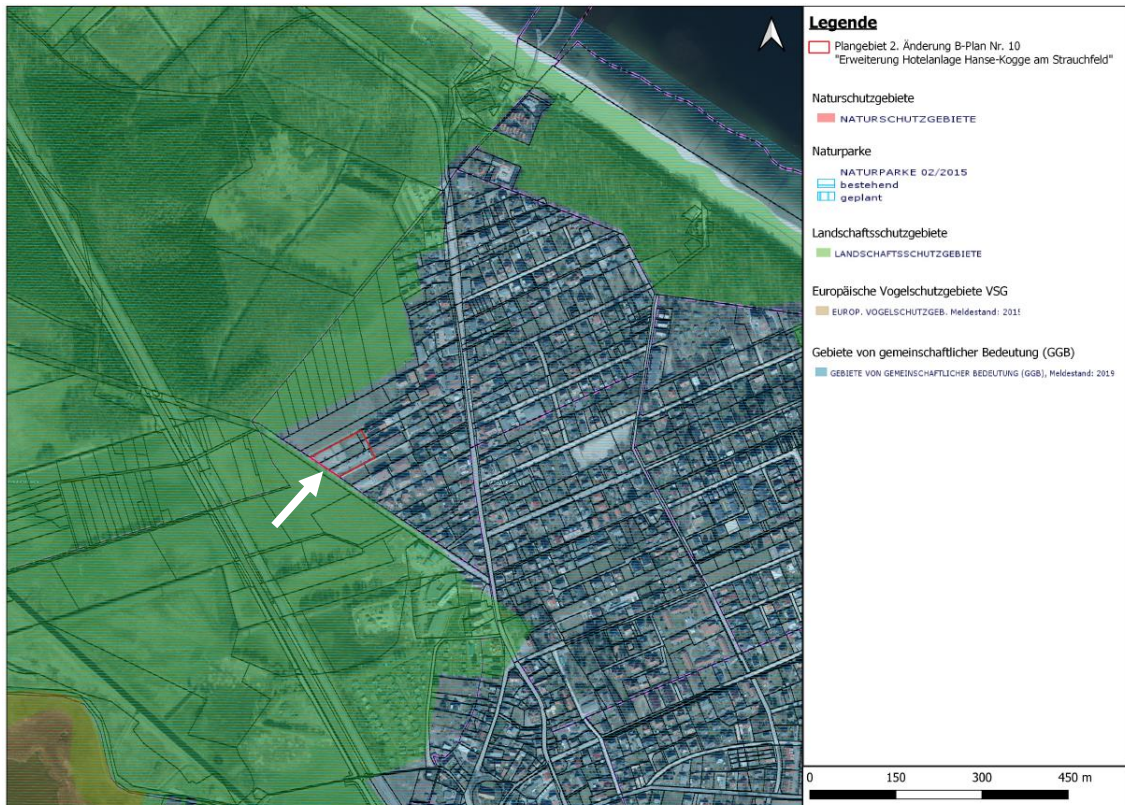 Legende
Plangebiet 2. Änderung B-Plan Nr. 10
"Erweiterung Hotelanlage Hanse-Kogge am Strauchfeld"
Naturschutzgebiete
NATURSCHUTZGEBIETE
Naturparke
NATURPARKE 02/2015
bestehend
geplant
Landschaftsschutzgebiete
LANDSCHAFTSSCHUTZGEBIETE
Europäische Vogelschutzgebiete VSG
EUROP. VOGELSCHUTZGEB. Meldestand: 201
Gebiete von gemeinschaftlicher Bedeutung (GGB)
GEBIETE VON GEMEINSCHAFTLICHER BEDEUTUNG (GGB), Meldestand: 2019
0 150 300 450 m